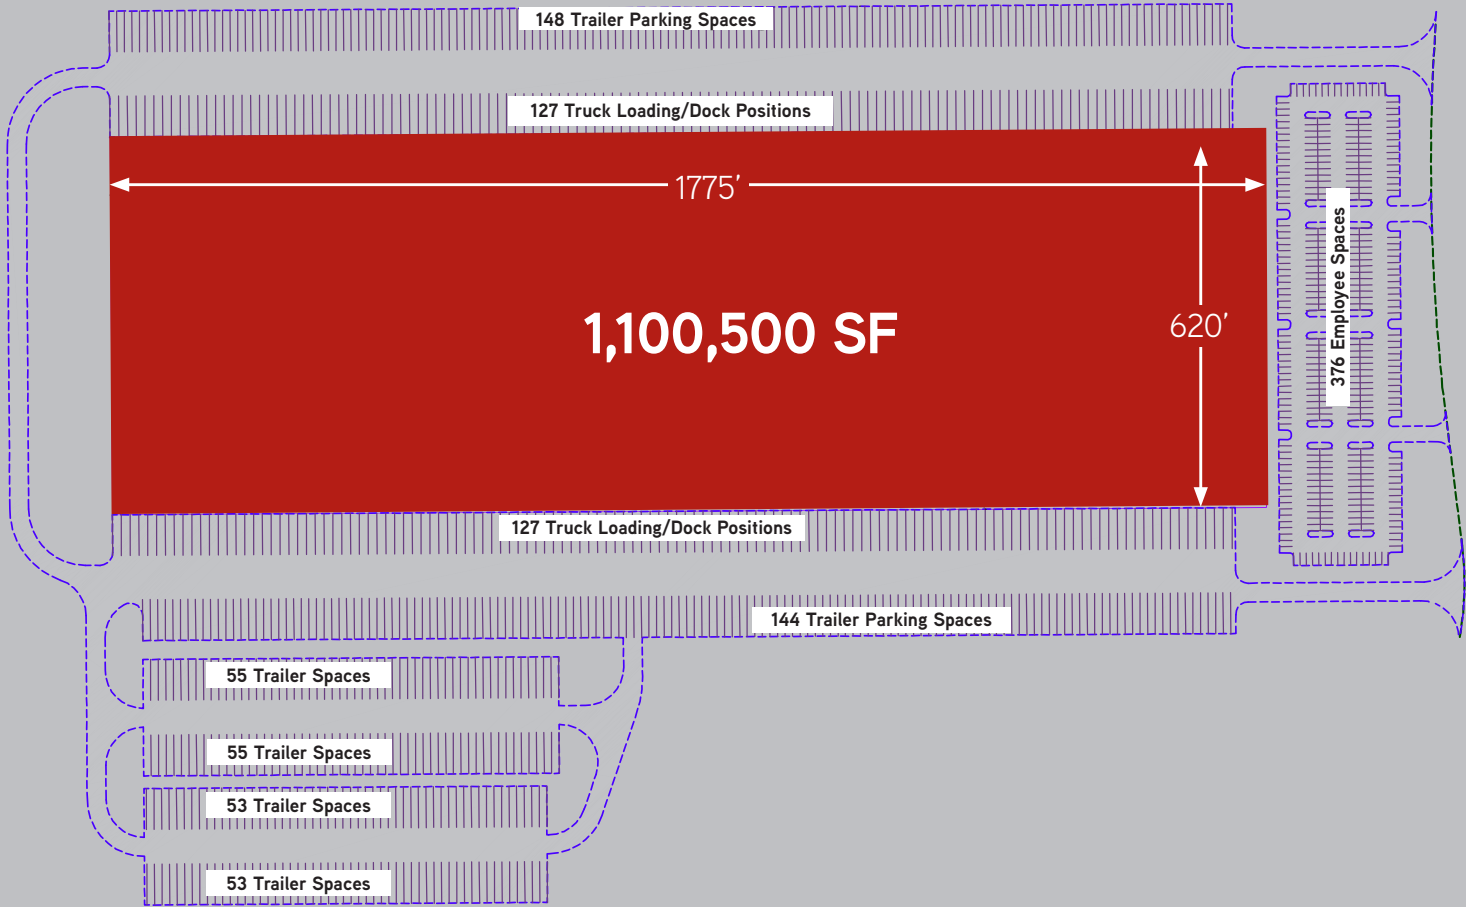 148 Trailer Parking Spaces
127 Truck Loading/Dock Positions
1775’
1,100,500 SF
620’
376 Employee Spaces
127 Truck Loading/Dock Positions
144 Trailer Parking Spaces
55 Trailer Spaces
55 Trailer Spaces
53 Trailer Spaces
53 Trailer Spaces